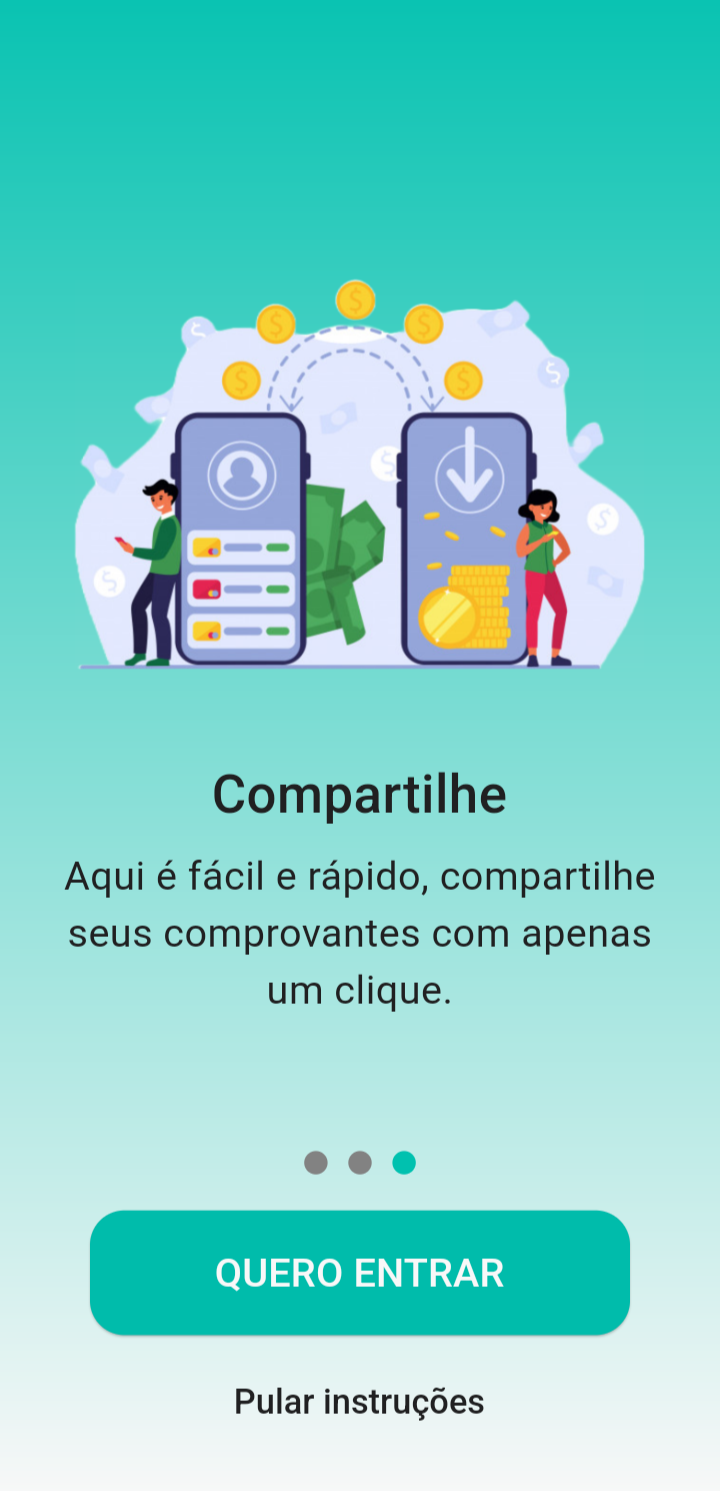 Compartilhe
Aqui é fácil e rápido, compartilhe
seus comprovantes com apenas
um clique.
QUERO ENTRAR
Pular instruções